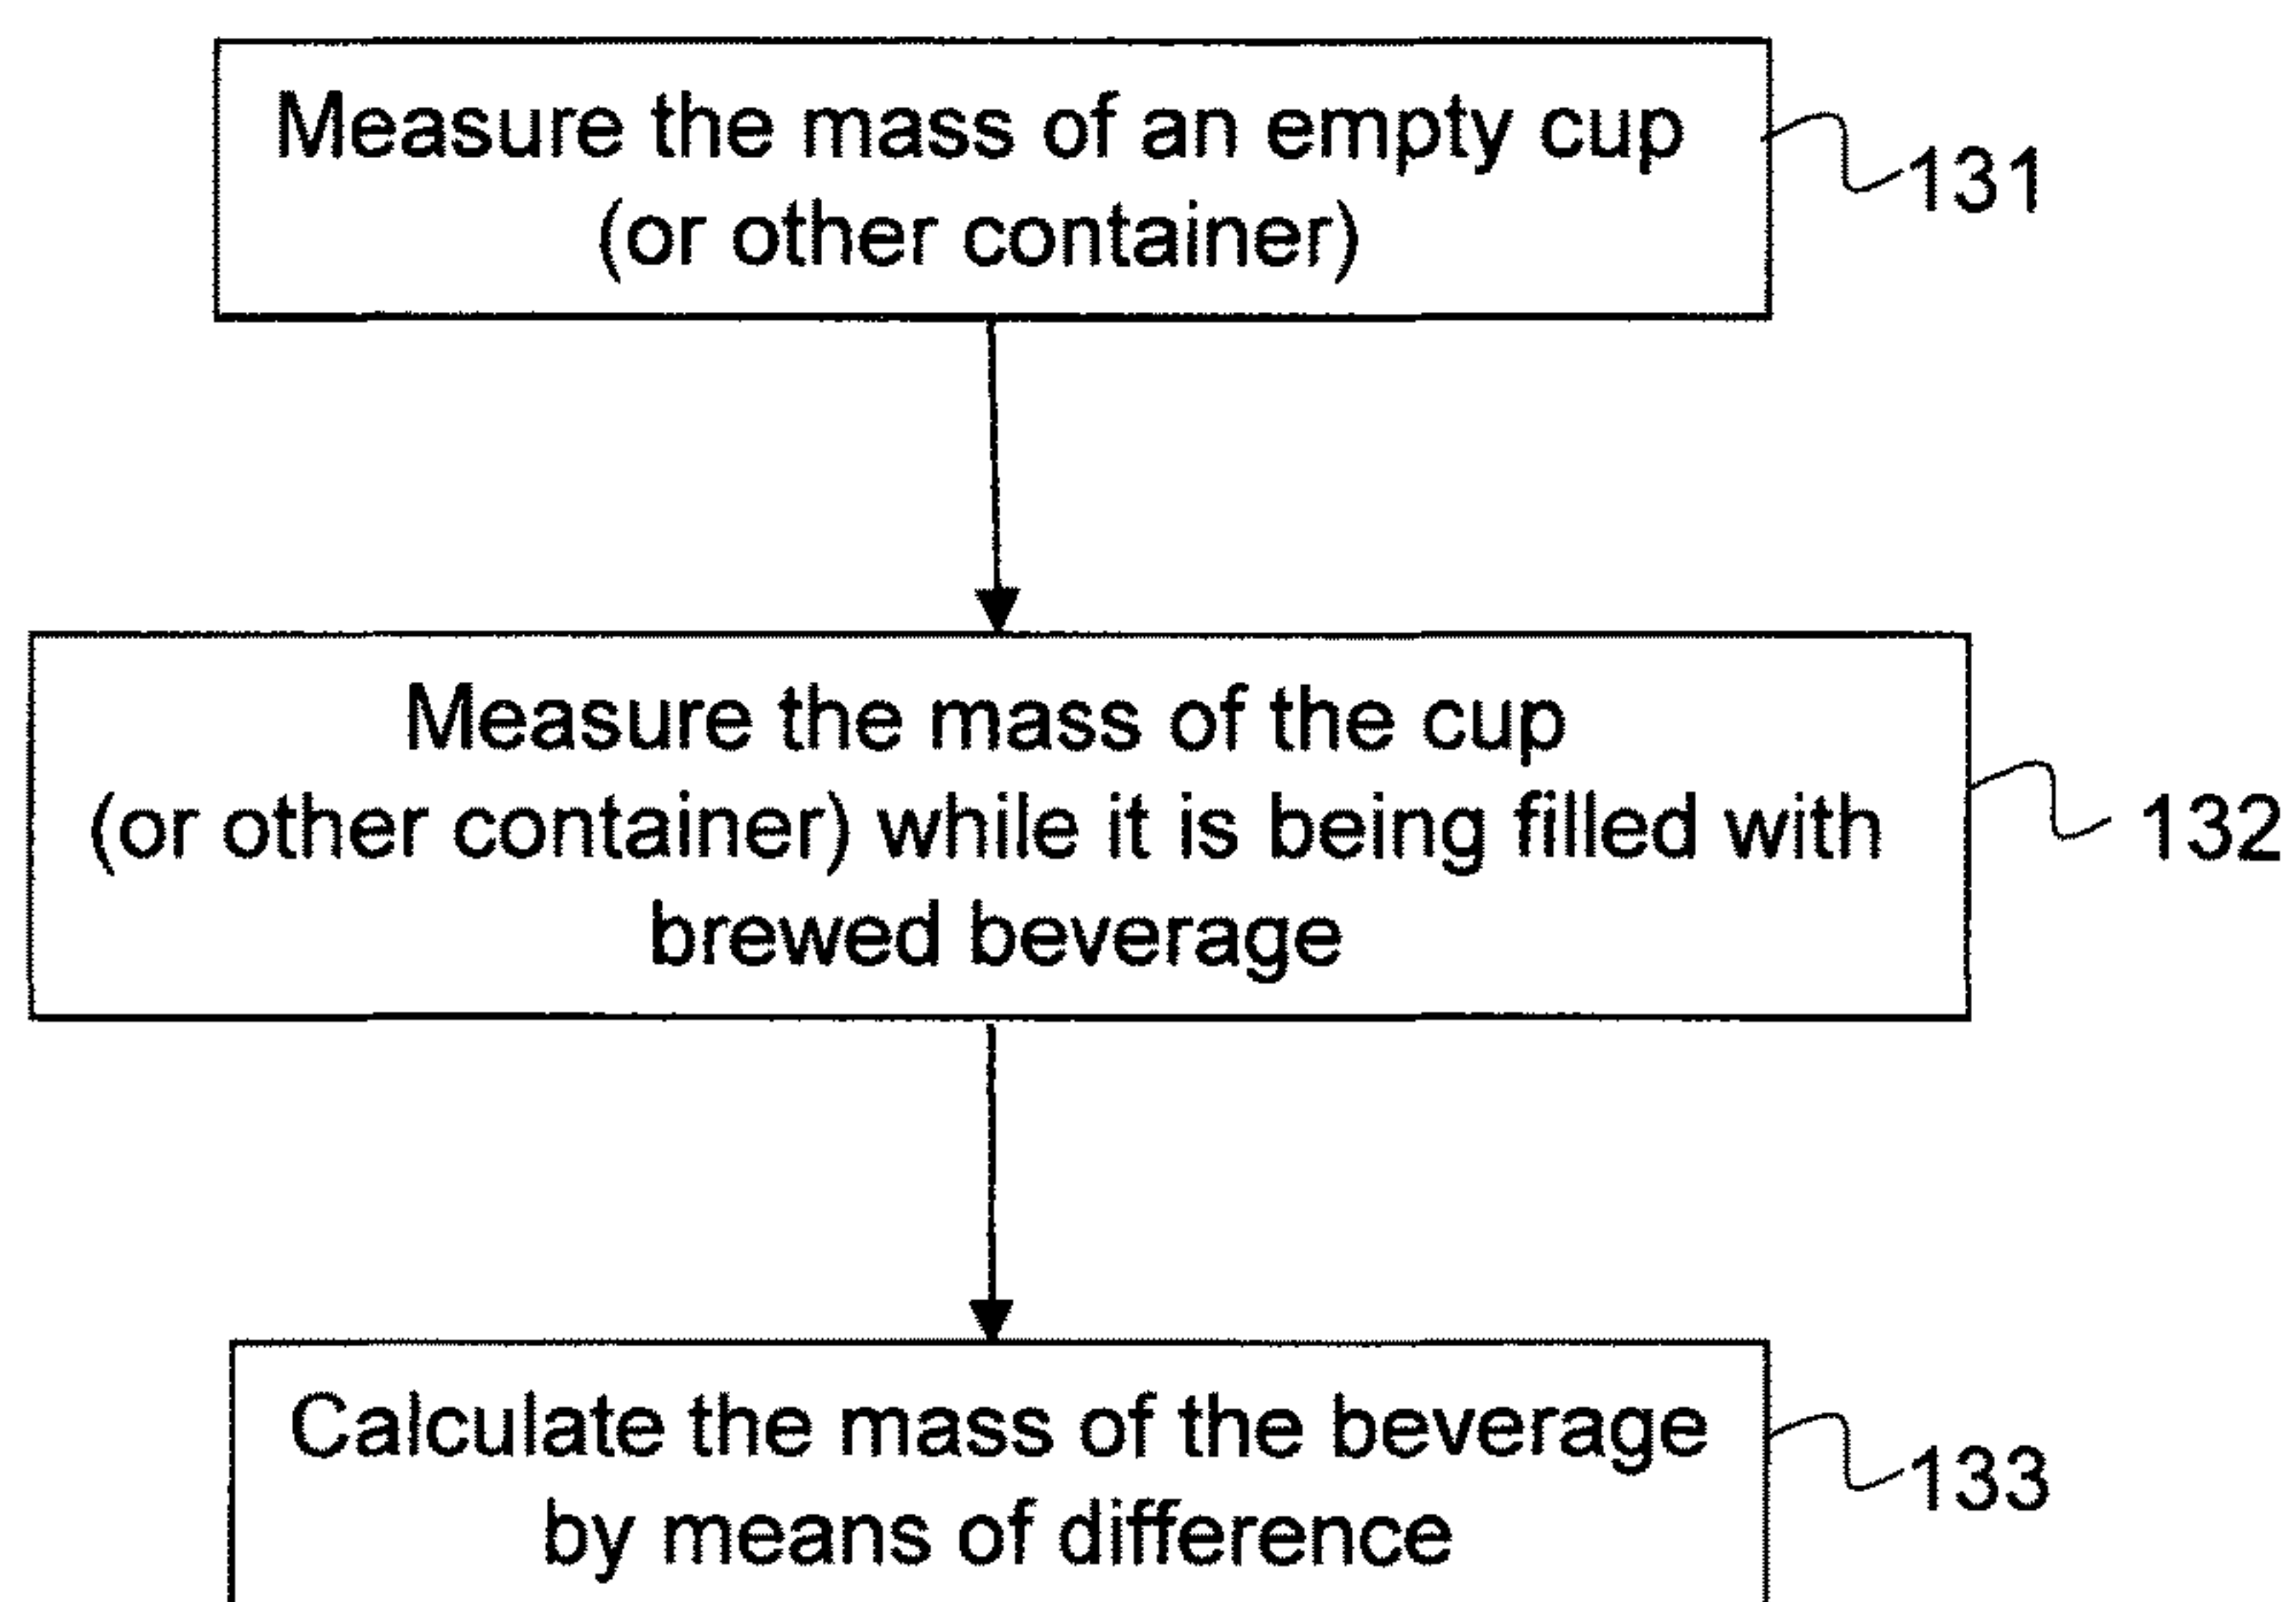 Measure the mass of an empty cup
(or other container)
131
Measure the mass of the cup
(or other container) while it is being filled with
brewed beverage
132
Calculate the mass of the beverage
by means of difference
133